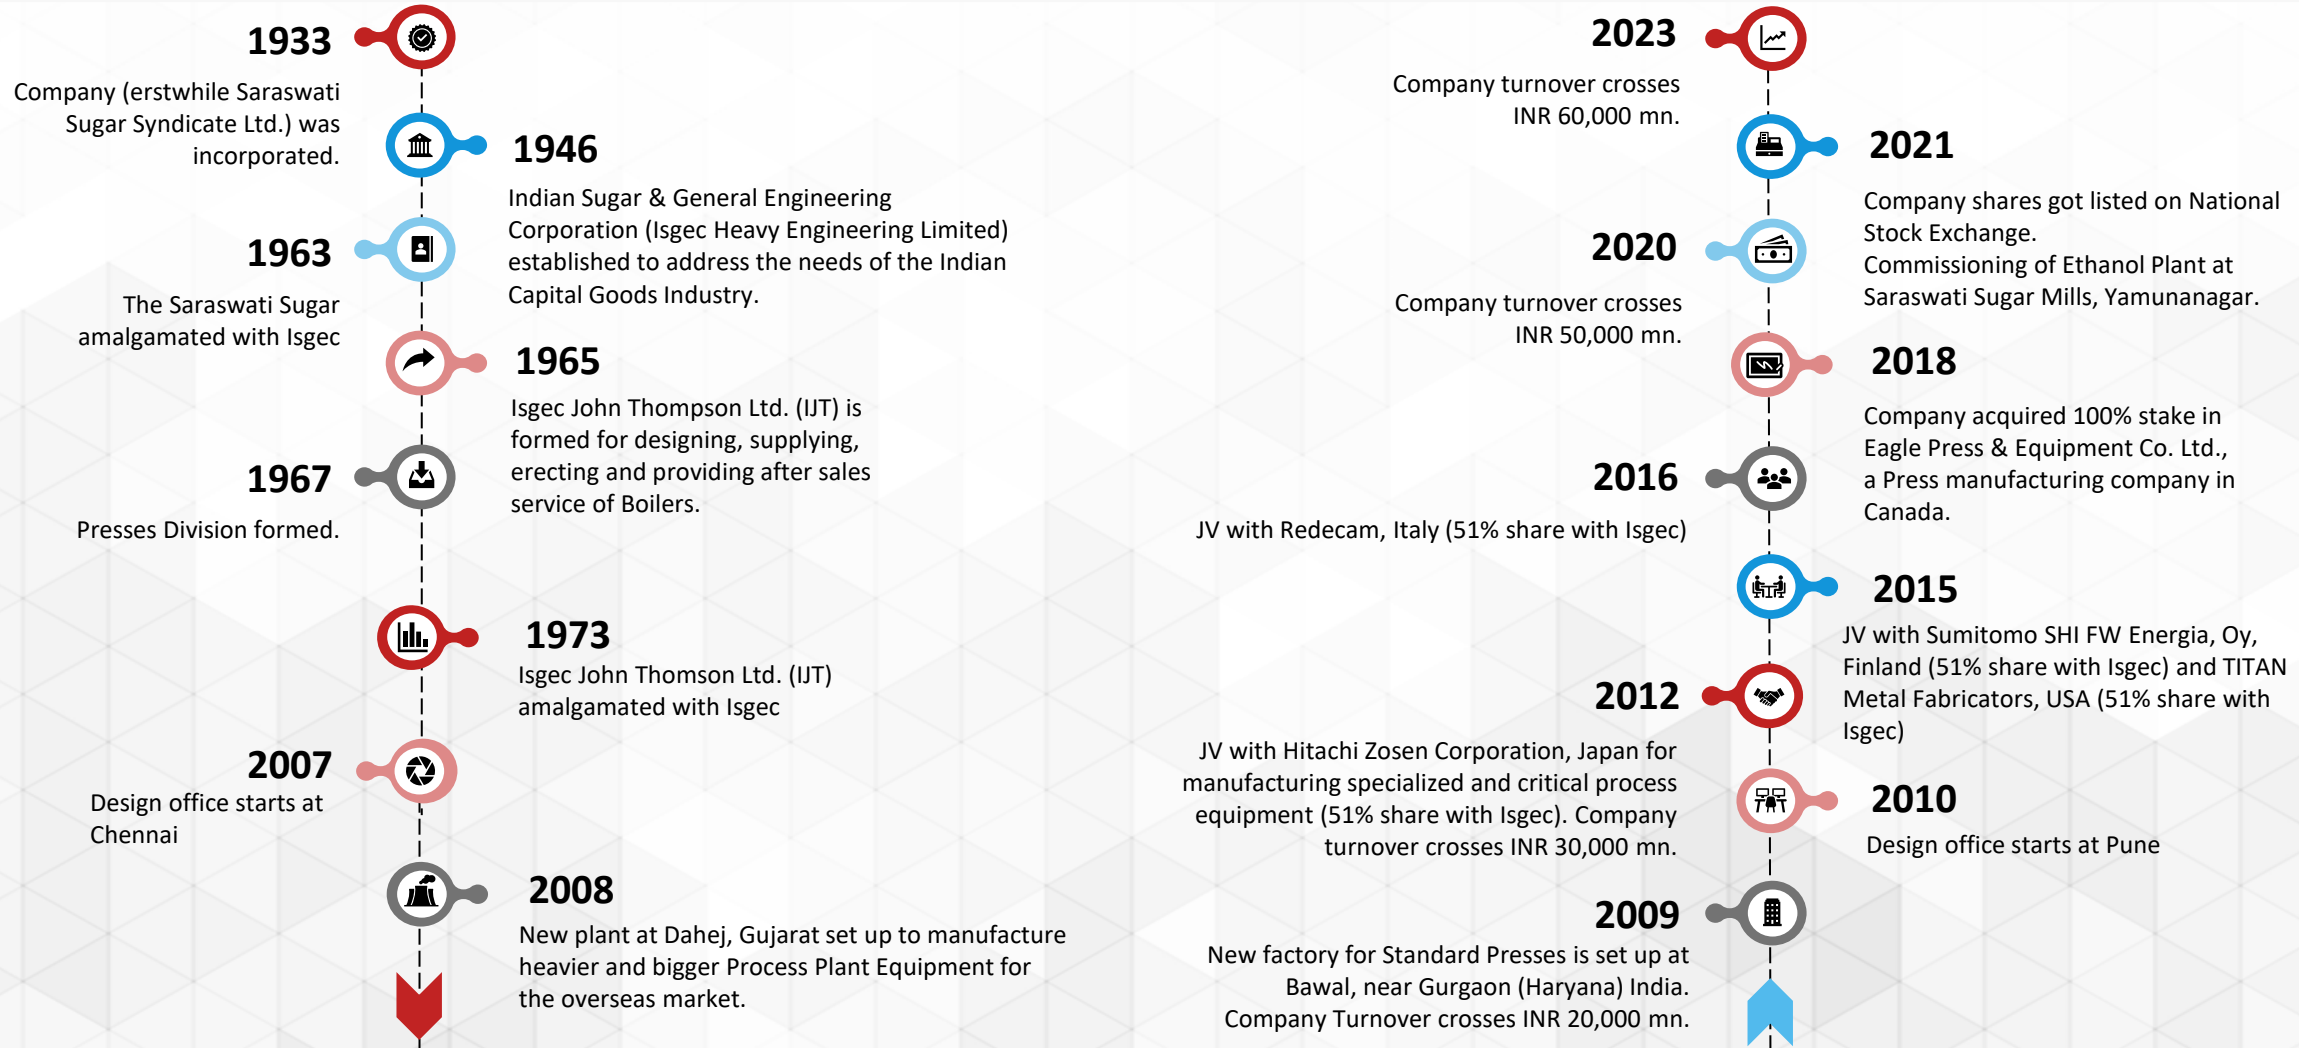 1933
Company (erstwhile Saraswati
Sugar Syndicate Ltd.) was
incorporated.
1946
Indian Sugar & General Engineering
Corporation (Isgec Heavy Engineering Limited)
established to address the needs of the Indian
Capital Goods Industry.
1963
The Saraswati Sugar
amalgamated with Isgec
1965
Isgec John Thompson Ltd. (IJT) is
formed for designing, supplying,
erecting and providing after sales
service of Boilers.
1967
Presses Division formed.
1973
Isgec John Thomson Ltd. (IJT)
amalgamated with Isgec
2007
Design office starts at
Chennai
2008
New plant at Dahej, Gujarat set up to manufacture
heavier and bigger Process Plant Equipment for
the overseas market.
2023
Company turnover crosses
INR 60,000 mn.
2021
Company shares got listed on National
Stock Exchange.
Commissioning of Ethanol Plant at
Saraswati Sugar Mills, Yamunanagar.
2020
Company turnover crosses
INR 50,000 mn.
2018
Company acquired 100% stake in
Eagle Press & Equipment Co. Ltd.,
a Press manufacturing company in
Canada.
2016
JV with Redecam, Italy (51% share with Isgec)
2015
JV with Sumitomo SHI FW Energia, Oy,
Finland (51% share with Isgec) and TITAN
Metal Fabricators, USA (51% share with
Isgec)
2012
JV with Hitachi Zosen Corporation, Japan for
manufacturing specialized and critical process
equipment (51% share with Isgec). Company
turnover crosses INR 30,000 mn.
2010
Design office starts at Pune
2009
New factory for Standard Presses is set up at
Bawal, near Gurgaon (Haryana) India.
Company Turnover crosses INR 20,000 mn.